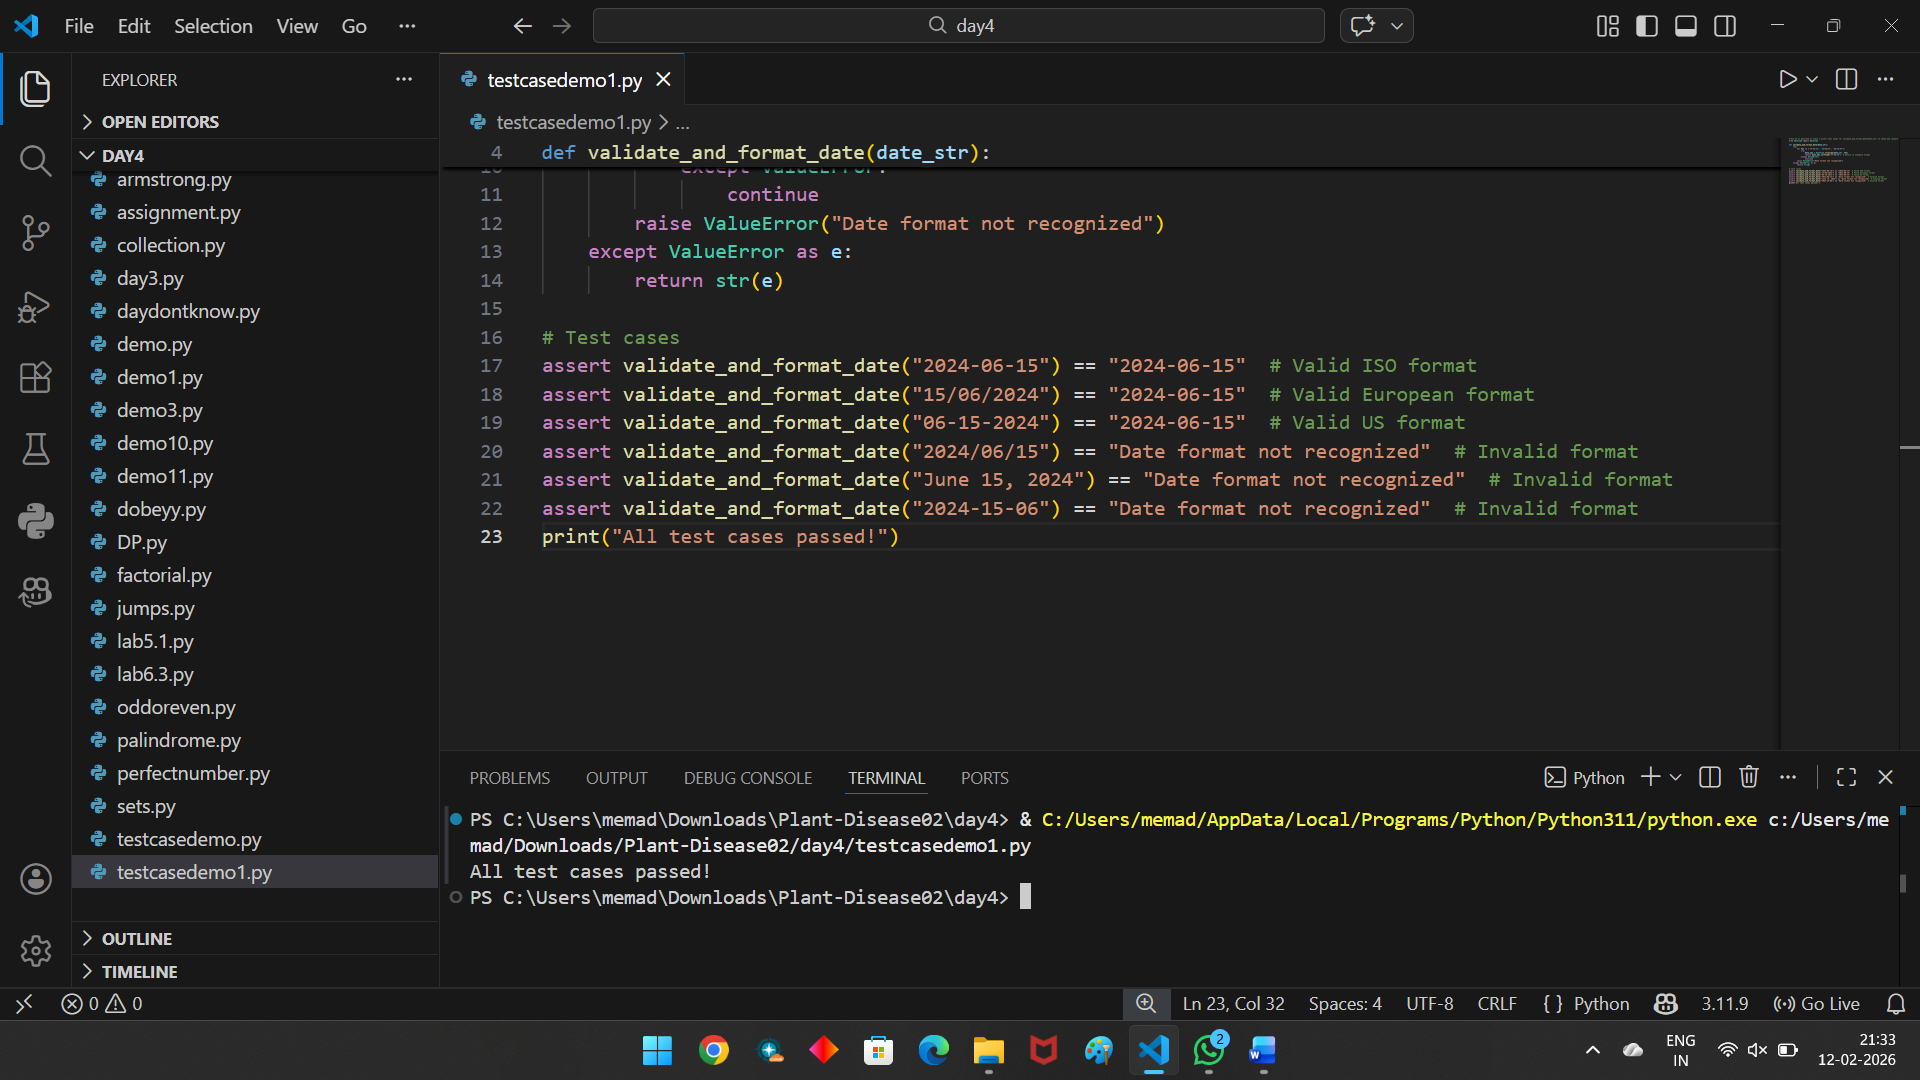 File Edit Selection View Go
day4
EXPLORER
OPEN EDITORS
DAY4
armstrong.py
assignment.py
collection.py
day3.py
daydontknow.py
demo.py
demo1.py
demo3.py
demo10.py
demo11.py
dobeyy.py
DP.py
factorial.py
jumps.py
lab5.1.py
lab6.3.py
oddoreven.py
palindrome.py
perfectnumber.py
sets.py
testcasedemo.py
testcasedemo1.py
OUTLINE
TIMELINE
testcasedemo1.py
testcasedemo1.py > ...
4 def validate_and_format_date(date_str):
10 except ValueError:
11 continue
12 raise ValueError("Date format not recognized")
13 except ValueError as e:
14 return str(e)
15
16 # Test cases
17 assert validate_and_format_date("2024-06-15") == "2024-06-15"  # Valid ISO format
18 assert validate_and_format_date("15/06/2024") == "2024-06-15"  # Valid European format
19 assert validate_and_format_date("06-15-2024") == "2024-06-15"  # Valid US format
20 assert validate_and_format_date("2024/06/15") == "Date format not recognized"  # Invalid format
21 assert validate_and_format_date("June 15, 2024") == "Date format not recognized"  # Invalid format
22 assert validate_and_format_date("2024-15-06") == "Date format not recognized"  # Invalid format
23 print("All test cases passed!")
PROBLEMS OUTPUT DEBUG CONSOLE TERMINAL PORTS
Python
PS C:\Users\memad\Downloads\Plant-Disease02\day4> & C:/Users/memad/AppData/Local/Programs/Python/Python311/python.exe c:/Users/me
mad/Downloads/Plant-Disease02/day4/testcasedemo1.py
All test cases passed!
PS C:\Users\memad\Downloads\Plant-Disease02\day4>
0 0
Ln 23, Col 32 Spaces: 4 UTF-8 CRLF { } Python 3.11.9 Go Live
2
W
ENG
IN
21:33
12-02-2026